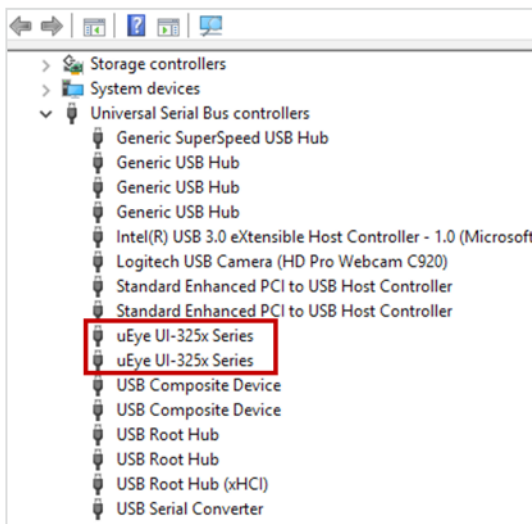 Storage controllers
System devices
Universal Serial Bus controllers
Generic SuperSpeed USB Hub
Generic USB Hub
Generic USB Hub
Generic USB Hub
Intel(R) USB 3.0 eXtensible Host Controller - 1.0 (Microsoft
Logitech USB Camera (HD Pro Webcam C920)
Standard Enhanced PCI to USB Host Controller
Standard Enhanced PCI to USB Host Controller
uEye UI-325x Series
uEye UI-325x Series
USB Composite Device
USB Composite Device
USB Root Hub
USB Root Hub
USB Root Hub (xHCI)
USB Serial Converter